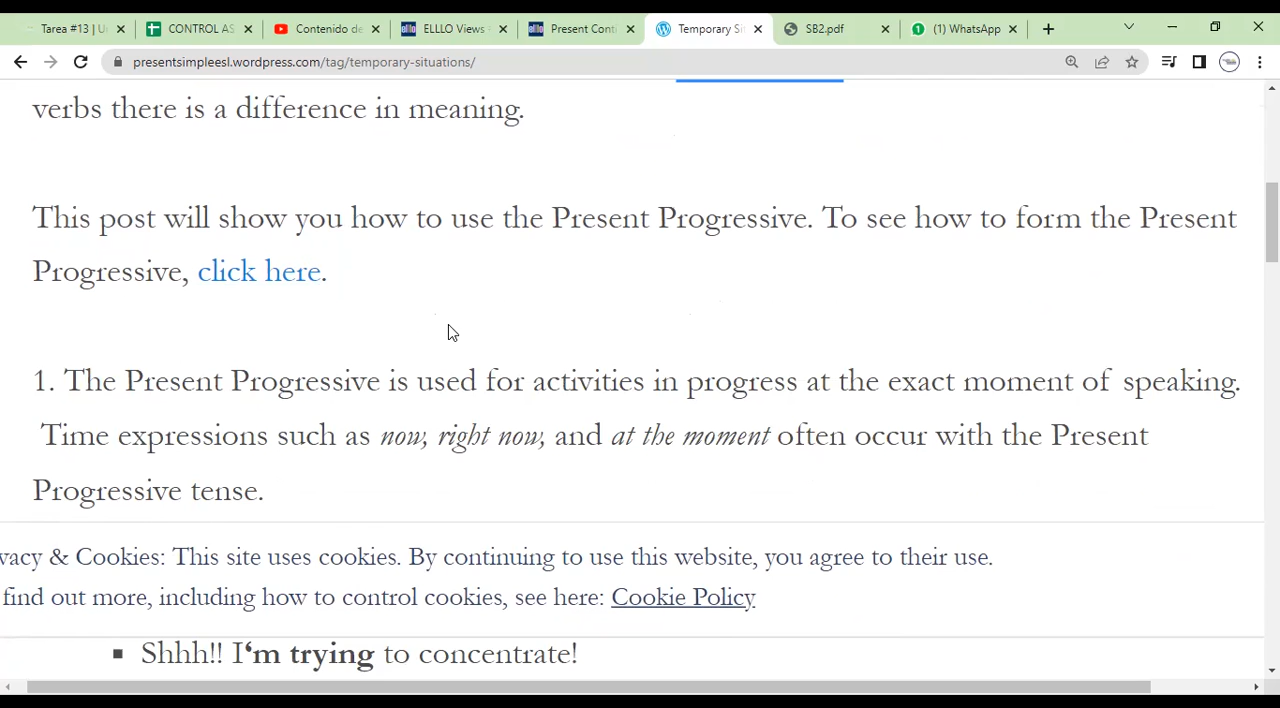 Tarea #13 | U
CONTROL AS
Contenido de
ELLLO Views
Present Cont
Temporary Si
SB2.pdf
(1) WhatsApp
presentsimpleesl.wordpress.com/tag/temporary-situations/
verbs there is a difference in meaning.
This post will show you how to use the Present Progressive. To see how to form the Present
Progressive, click here.
1. The Present Progressive is used for activities in progress at the exact moment of speaking.
Time expressions such as now, right now, and at the moment often occur with the Present
Progressive tense.
vacy & Cookies: This site uses cookies. By continuing to use this website, you agree to their use.
find out more, including how to control cookies, see here: Cookie Policy
Shhh!! I‘m trying to concentrate!